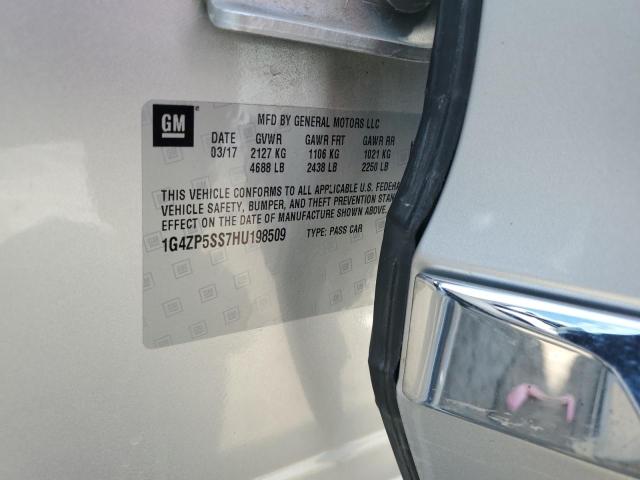 GM
MFD BY GENERAL MOTORS LLC
DATE GVWR GAWR FRT GAWR RR
03/17 2127 KG 1106 KG 1021 KG
4688 LB 2438 LB 2250 LB
THIS VEHICLE CONFORMS TO ALL APPLICABLE U.S. FEDERA
VEHICLE SAFETY, BUMPER, AND THEFT PREVENTION STAN
EFFECT ON THE DATE OF MANUFACTURE SHOWN ABOVE.
1G4ZP5SS7HU198509 TYPE: PASS CAR